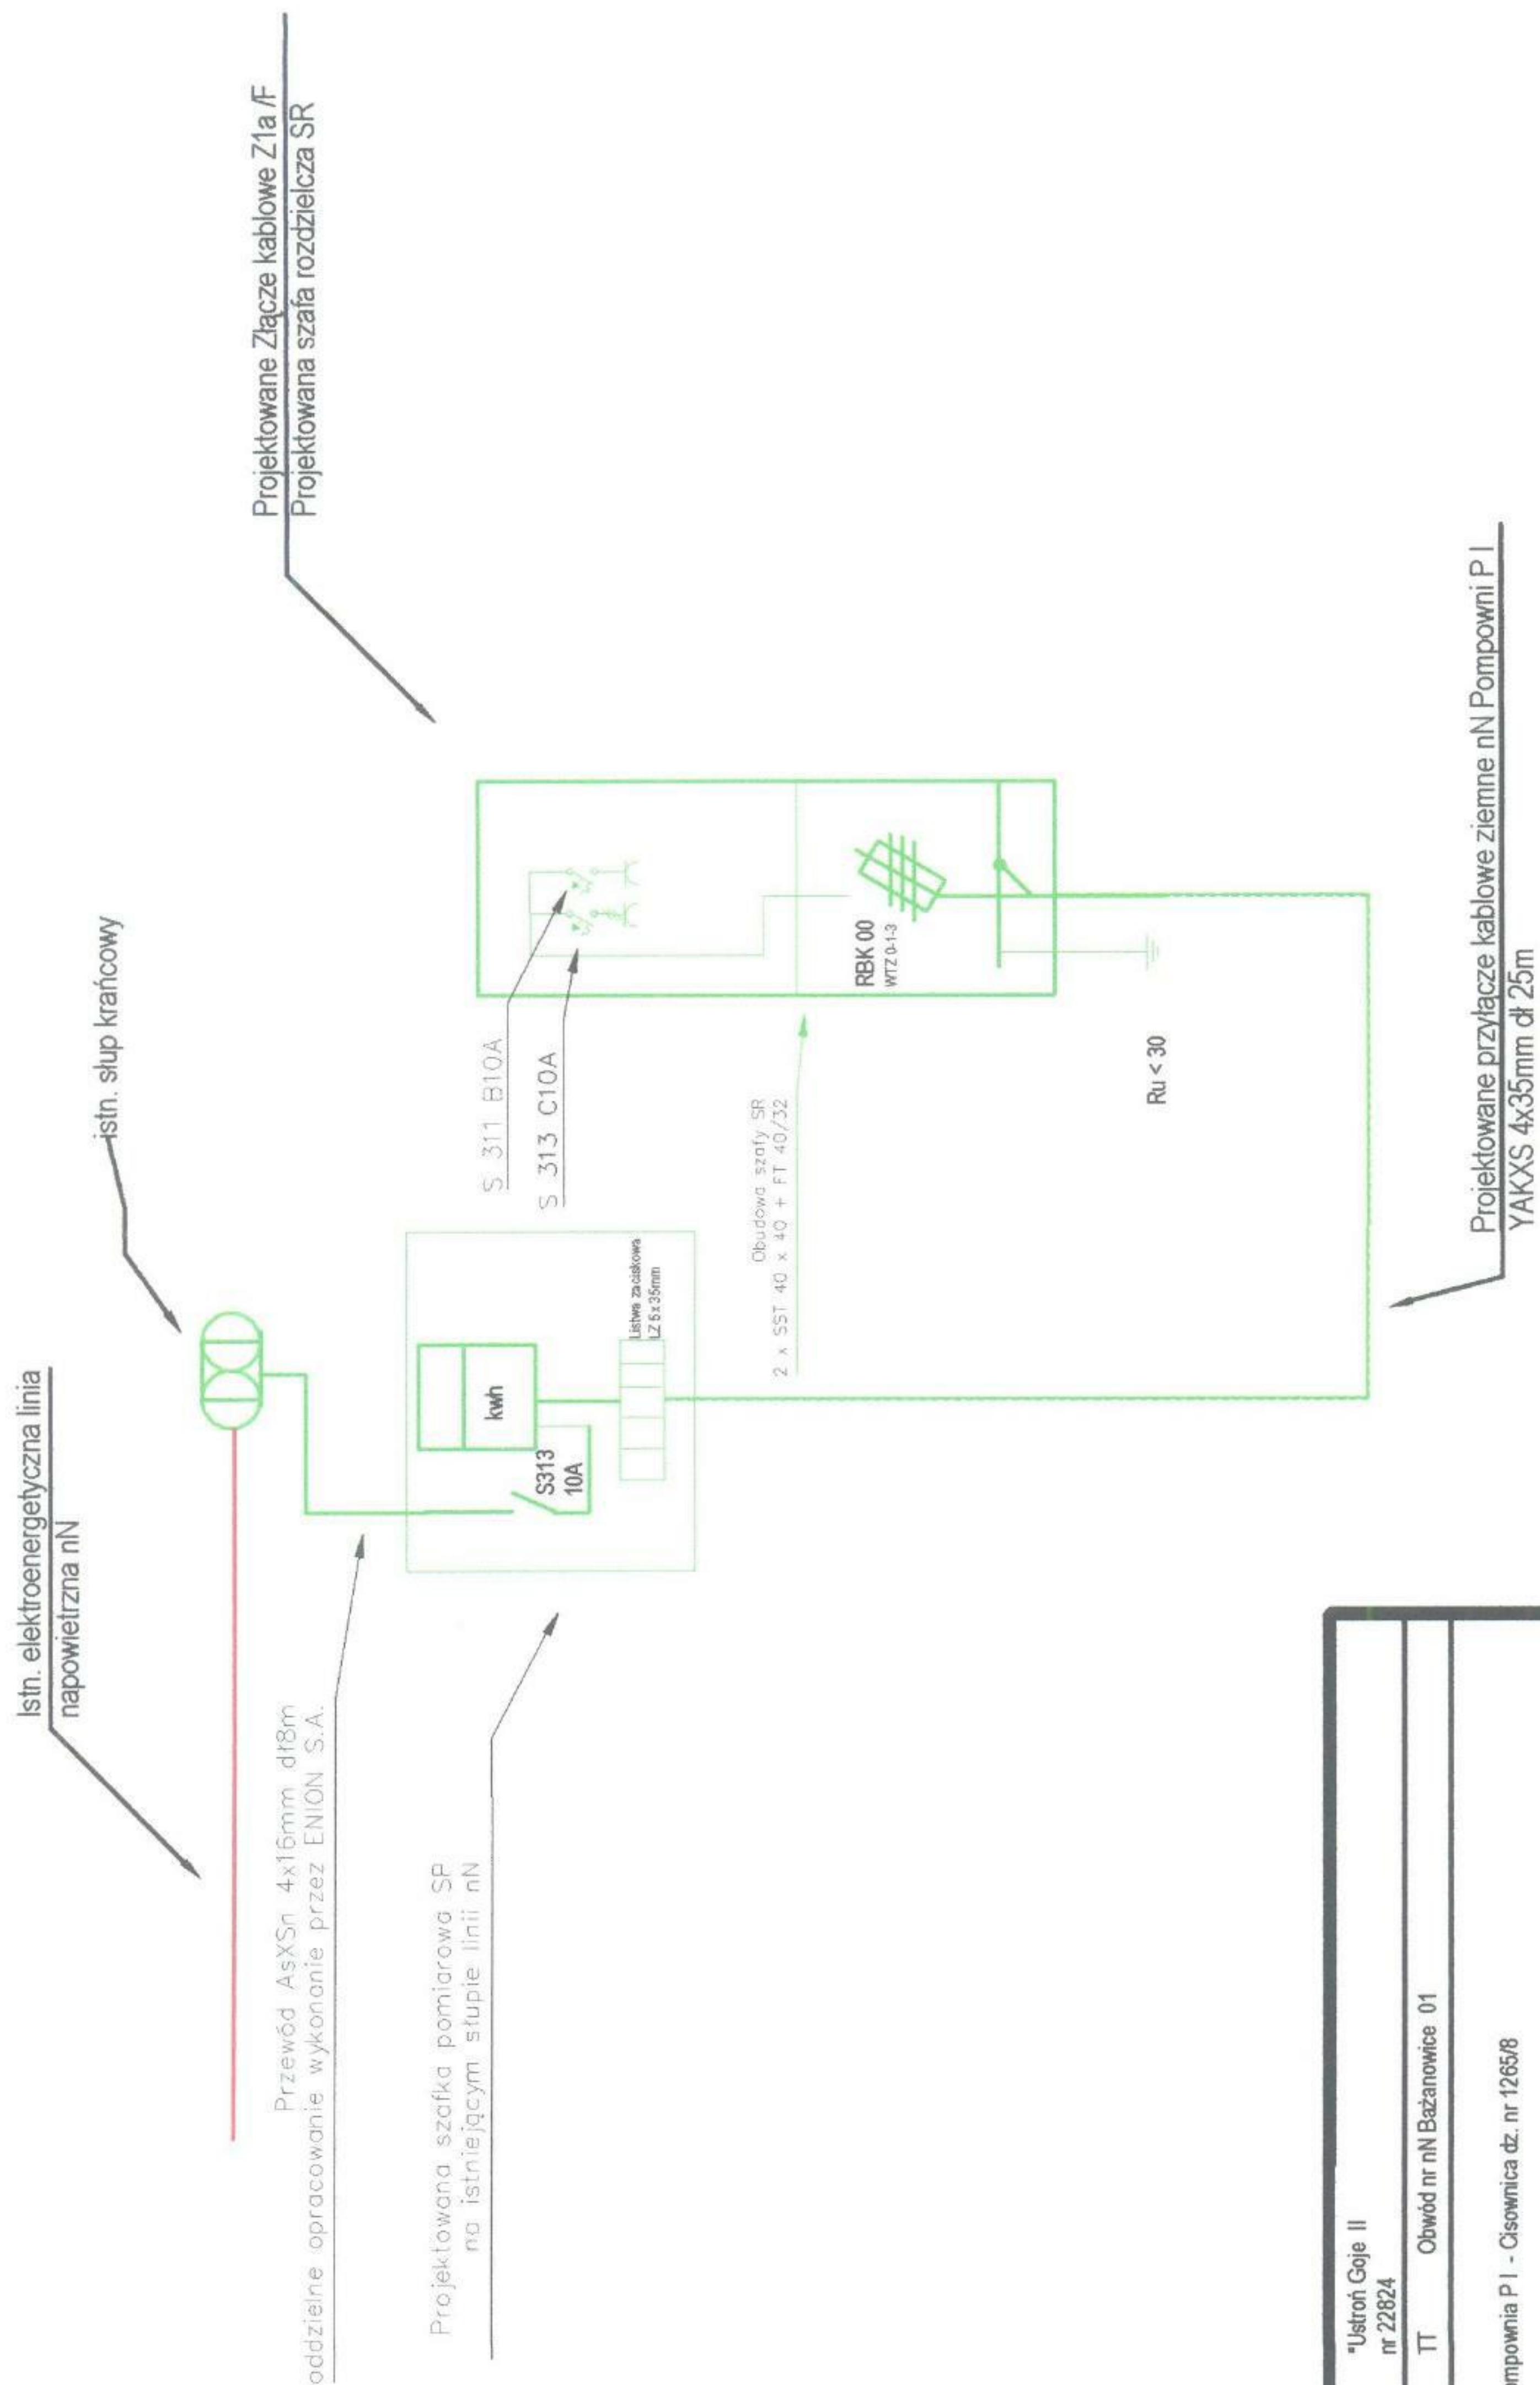 Istn. elektroenergetyczna linia
napowietrzna nN
istn. słup krańcowy
Projektowane Złącze kablowe Z1a /F
Projektowana szafa rozdzielcza SR
Przewód AsXSn 4x16mm dł8m
oddzielne opracowanie wykonanie przez ENION S.A.
Projektowana szafka pomiarowa SP
na istniejącym słupie linii nN
kwh
S313
10A
Listwa zaciskowa
LZ 5x35mm
S 311 B10A
S 313 C10A
Obudowa szafy SR
2 x SST 40 x 40 + FT 40/32
RBK 00
WTZ 0-1-3
Ru < 30
Projektowane przyłącze kablowe ziemne nN Pompowni P I
YAKXS 4x35mm dł 25m
"Ustroń Goje II
nr 22824
TT Obwód nr nN Bażanowice 01
mpownia P I - Cisownica dz. nr 1265/8